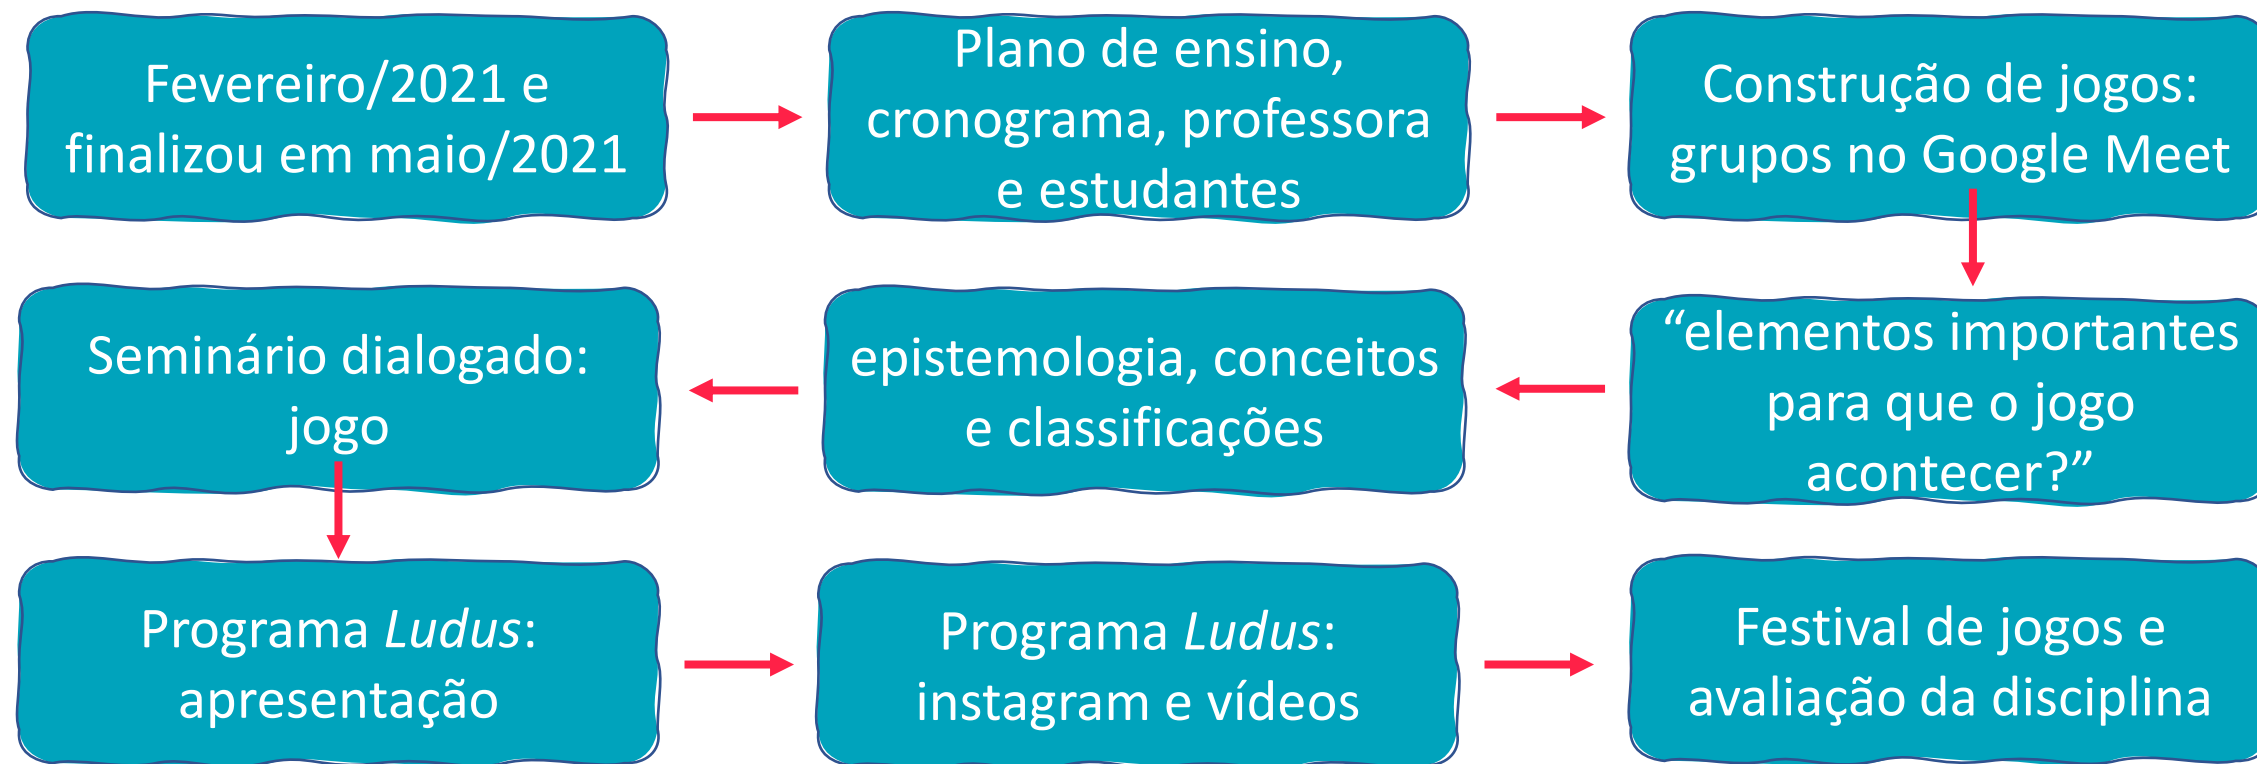 Fevereiro/2021 e
finalizou em maio/2021
Plano de ensino,
cronograma, professora
e estudantes
Construção de jogos:
grupos no Google Meet
“elementos importantes
para que o jogo
acontecer?”
epistemologia, conceitos
e classificações
Seminário dialogado:
jogo
Programa Ludus:
apresentação
Programa Ludus:
instagram e vídeos
Festival de jogos e
avaliação da disciplina